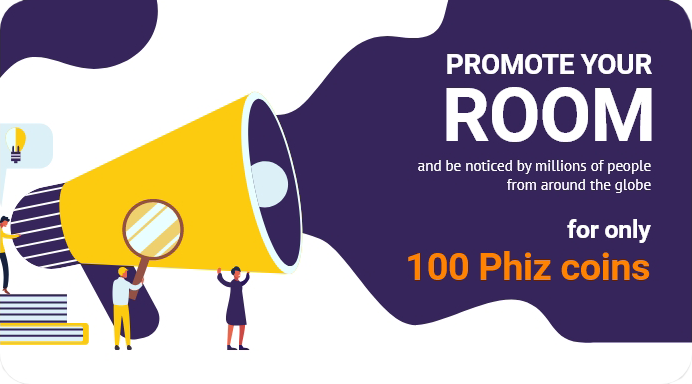 PROMOTE YOUR
ROOM
and be noticed by millions of people
from around the globe
for only
100 Phiz coins